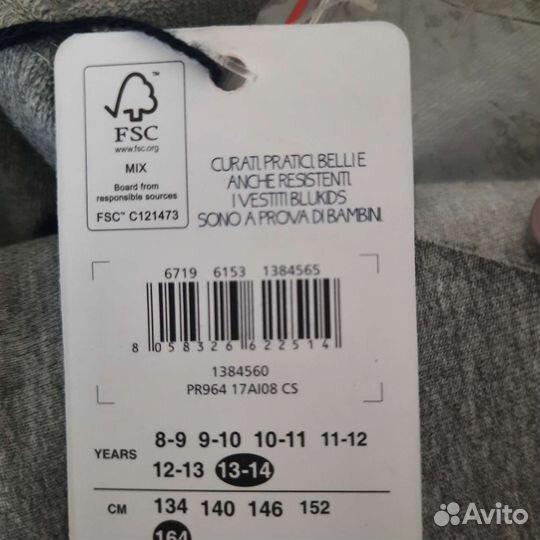 FSC
www.fsc.org
MIX
Board from
responsible sources
FSC™ C121473
CURATI, PRATICI, BELLI E
ANCHE RESISTENTI.
I VESTITI BLUKIDS
SONO A PROVA DI BAMBINI.
6719 6153 1384565
8 058326 622514
1384560
PR964 17AI08 CS
YEARS 8-9 9-10 10-11 11-12
12-13 13-14
CM 134 140 146 152
164
Avito